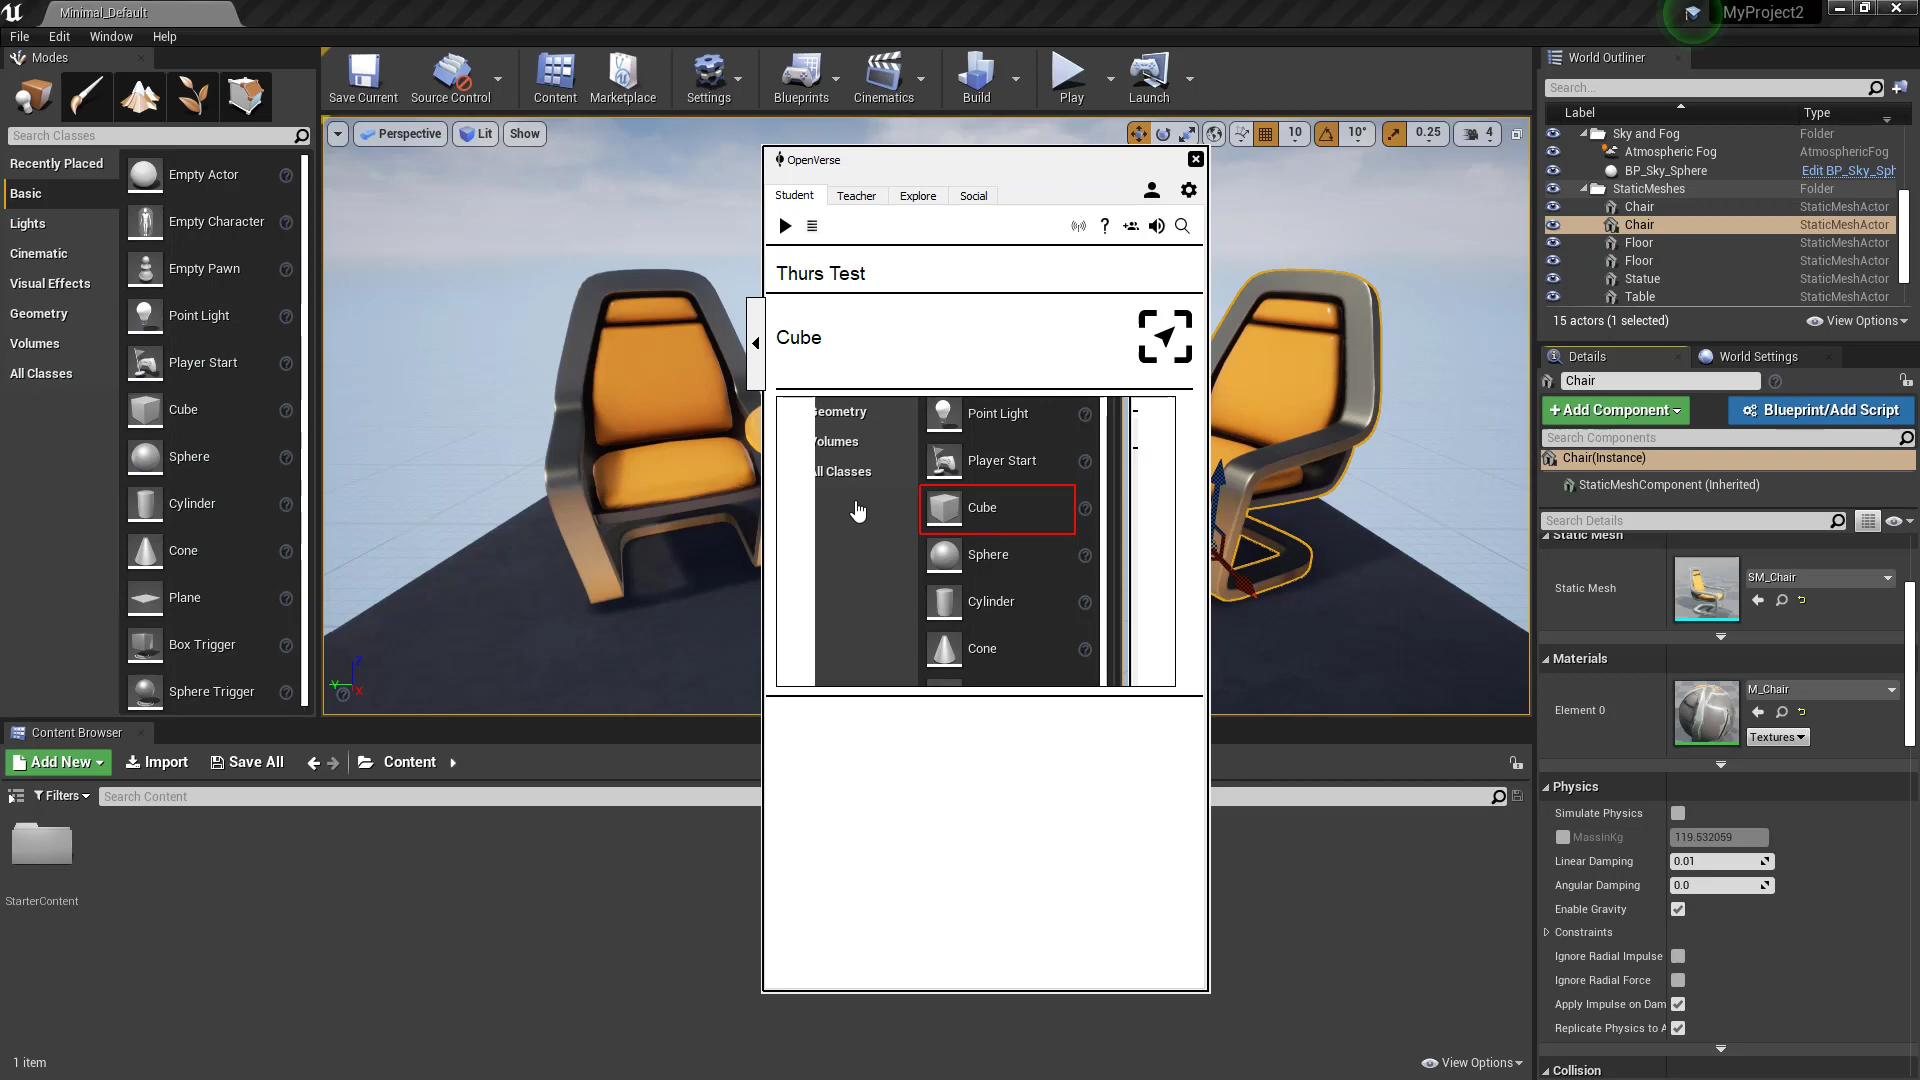 Minimal_Default
MyProject2
File Edit Window Help
Modes
Search Classes
Recently Placed
Basic
Lights
Cinematic
Visual Effects
Geometry
Volumes
All Classes
Empty Actor
Empty Character
Empty Pawn
Point Light
Player Start
Cube
Sphere
Cylinder
Cone
Plane
Box Trigger
Sphere Trigger
Save Current
Source Control
Content
Marketplace
Settings
Blueprints
Cinematics
Build
Play
Launch
Perspective Lit Show
10 10° 0.25 4
OpenVerse
Student Teacher Explore Social
Thurs Test
Cube
Geometry
Volumes
All Classes
Point Light
Player Start
Cube
Sphere
Cylinder
Cone
World Outliner
Search...
Label Type
Sky and Fog Folder
Atmospheric Fog AtmosphericFog
BP_Sky_Sphere Edit BP_Sky_Sph
StaticMeshes Folder
Chair StaticMeshActor
Chair StaticMeshActor
Floor StaticMeshActor
Floor StaticMeshActor
Statue StaticMeshActor
Table StaticMeshActor
15 actors (1 selected) View Options
Details World Settings
Chair
+Add Component Blueprint/Add Script
Search Components
Chair(Instance)
StaticMeshComponent (Inherited)
Search Details
Static Mesh
Static Mesh SM_Chair
Materials
Element 0 M_Chair
Textures
Physics
Simulate Physics
MassInKg 119.532059
Linear Damping 0.01
Angular Damping 0.0
Enable Gravity
Constraints
Ignore Radial Impulse
Ignore Radial Force
Apply Impulse on Dam
Replicate Physics to A
Collision
Content Browser
Add New Import Save All Content
Filters Search Content
StarterContent
1 item View Options